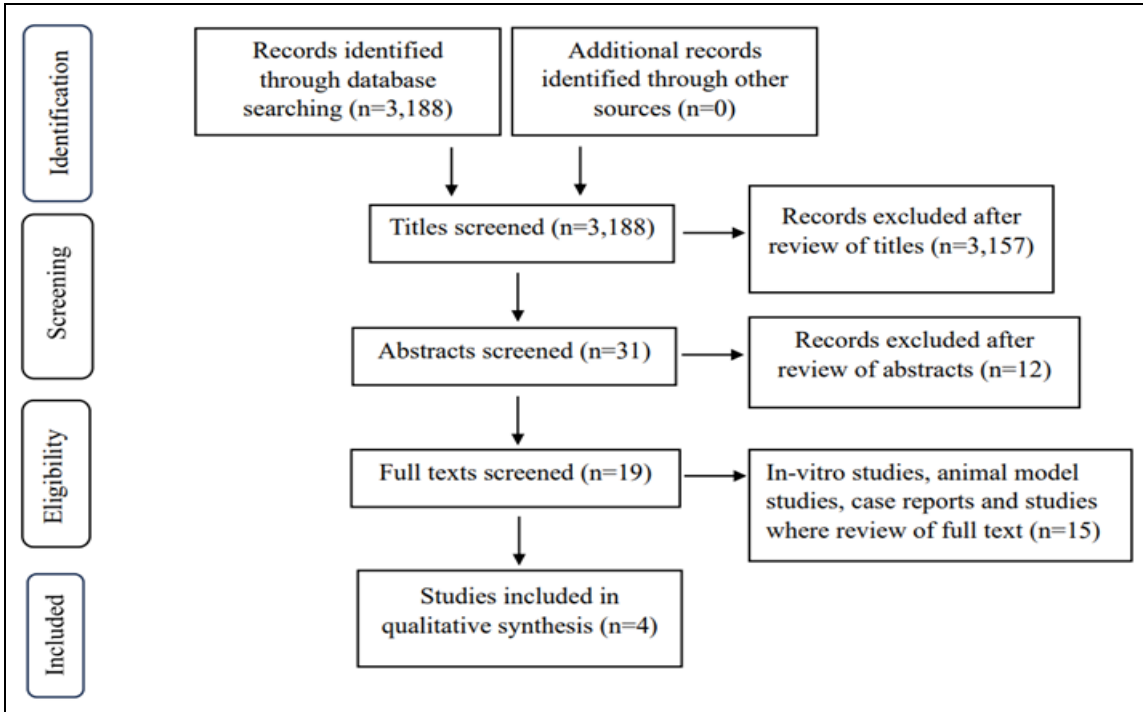 Identification
Records identified
through database
searching (n=3,188)
Additional records
identified through other
sources (n=0)
Screening
Titles screened (n=3,188)
Records excluded after
review of titles (n=3,157)
Abstracts screened (n=31)
Records excluded after
review of abstracts (n=12)
Eligibility
Full texts screened (n=19)
In-vitro studies, animal model
studies, case reports and studies
where review of full text (n=15)
Included
Studies included in
qualitative synthesis (n=4)